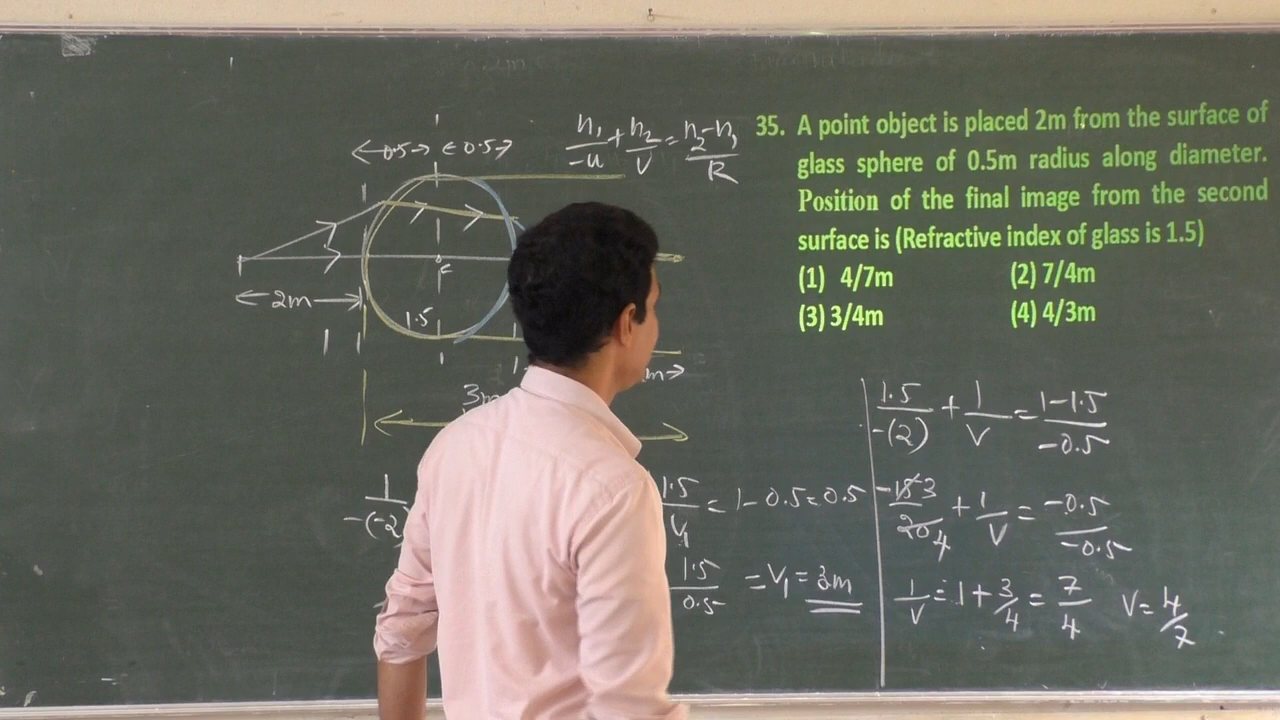 ←0.5→ ←0.5→
n₁/-u + n₂/v = n₂-n₁/R
35. A point object is placed 2m from the surface of
glass sphere of 0.5m radius along diameter.
Position of the final image from the second
surface is (Refractive index of glass is 1.5)
(1) 4/7m (2) 7/4m
(3) 3/4m (4) 4/3m
←2m→
1.5
1
m→
3m
1/-(-2)
1.5/V₁ = 1-0.5=0.5
1.5/0.5 = V₁ = 3m
1.5/-(2) + 1/V = 1-1.5/-0.5
-15 3/20 4 + 1/V = -0.5/-0.5
1/V = 1 + 3/4 = 7/4 V = 4/7